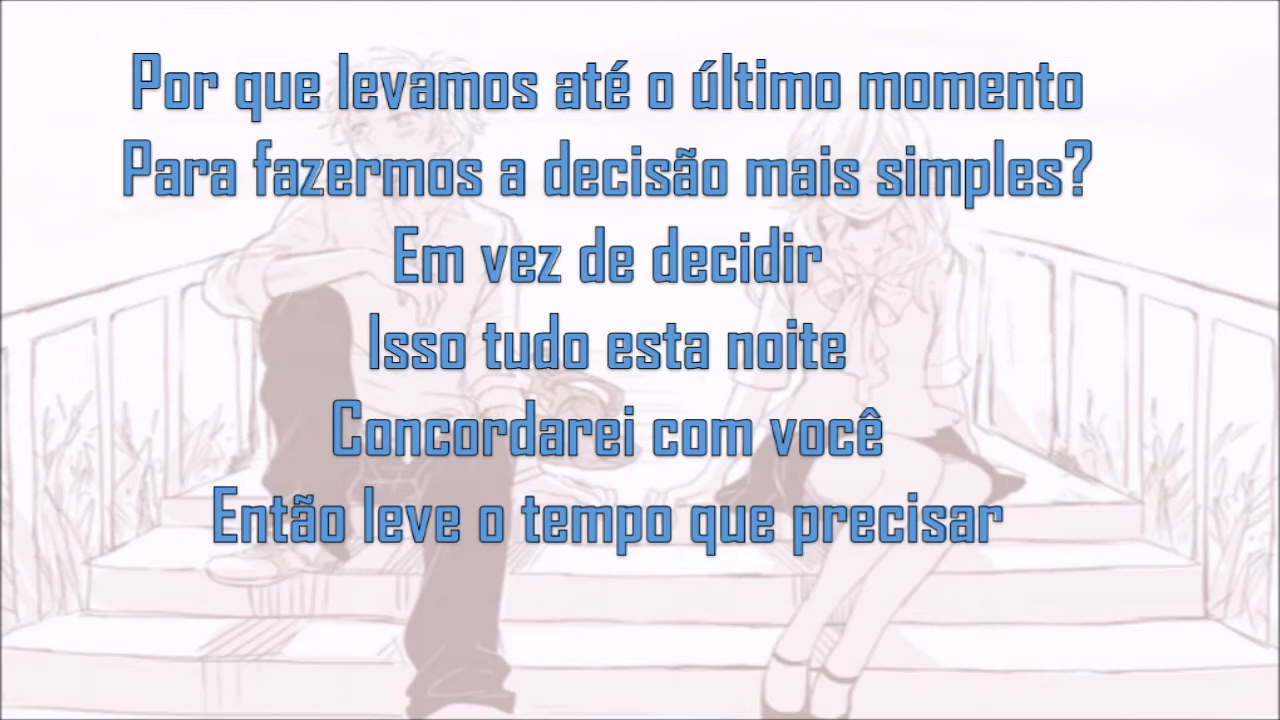 Por que levamos até o último momento
Para fazermos a decisão mais simples?
Em vez de decidir
Isso tudo esta noite
Concordarei com você
Então leve o tempo que precisar